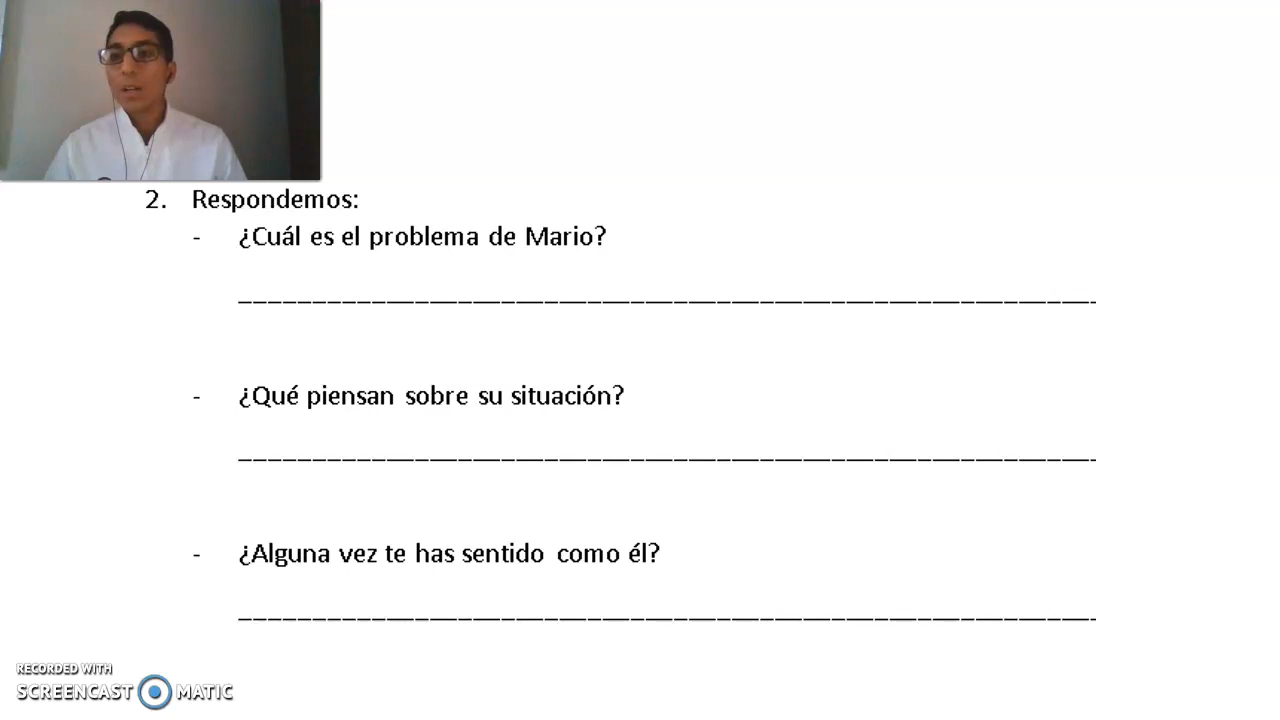 2. Respondemos:
- ¿Cuál es el problema de Mario?
- ¿Qué piensan sobre su situación?
- ¿Alguna vez te has sentido como él?
RECORDED WITH
SCREENCAST MATIC